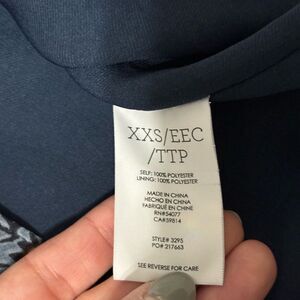 XXS/EEC
/TTP
SELF: 100% POLYESTER
LINING: 100% POLYESTER
MADE IN CHINA
HECHO EN CHINA
FABRIQUÉ EN CHINE
RN#54077
CA#59814
STYLE# 3295
PO# 217663
SEE REVERSE FOR CARE